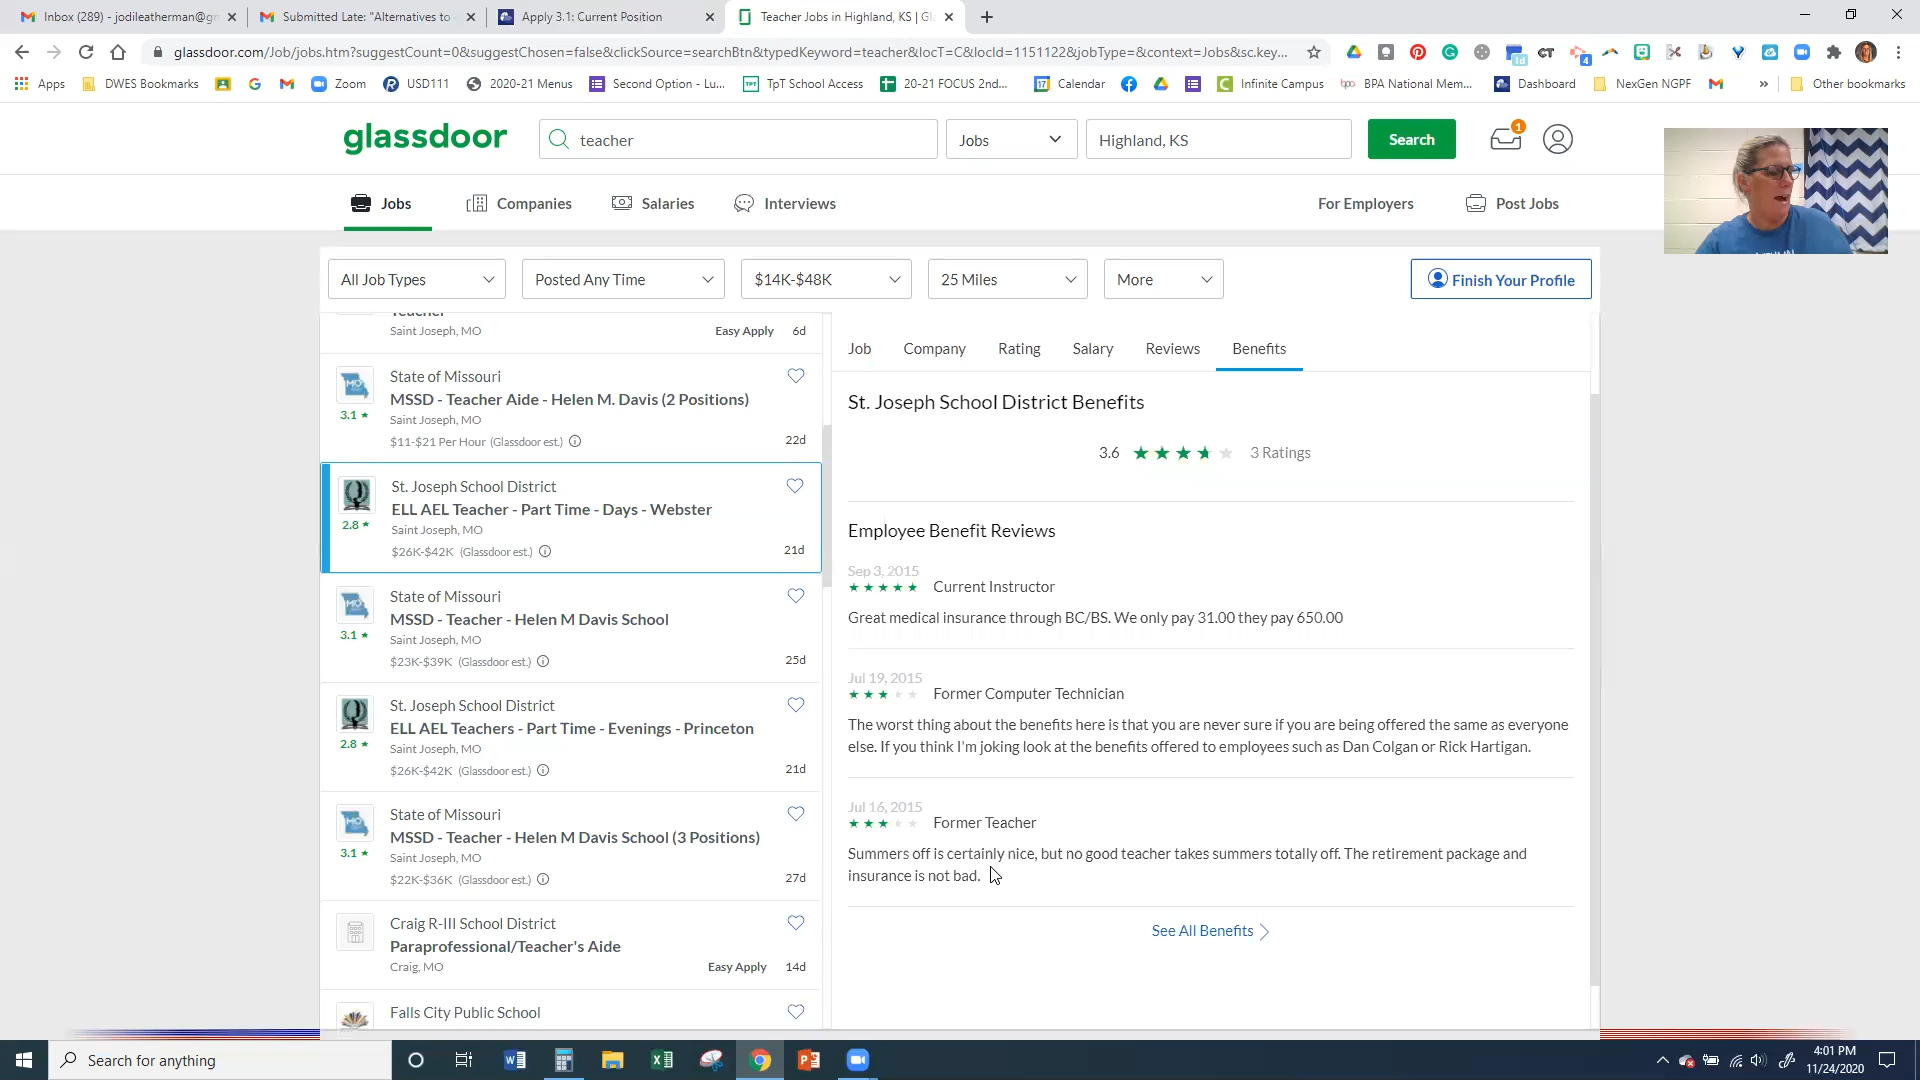 Inbox (289) - jodileatherman@gm
Submitted Late: "Alternatives to
Apply 3.1: Current Position
Teacher Jobs in Highland, KS | Gl
glassdoor.com/Job/jobs.htm?suggestCount=0&suggestChosen=false&clickSource=searchBtn&typedKeyword=teacher&locT=C&locId=1151122&jobType=&context=Jobs&sc.key...
Apps
DWES Bookmarks
Zoom
USD111
2020-21 Menus
Second Option - Lu...
TpT School Access
20-21 FOCUS 2nd...
Calendar
Infinite Campus
BPA National Mem...
Dashboard
NexGen NGPF
»
Other bookmarks
glassdoor
teacher
Jobs
Highland, KS
Search
1
Jobs
Companies
Salaries
Interviews
For Employers
Post Jobs
All Job Types
Posted Any Time
$14K-$48K
25 Miles
More
Finish Your Profile
Teacher
Saint Joseph, MO
Easy Apply 6d
State of Missouri
MSSD - Teacher Aide - Helen M. Davis (2 Positions)
3.1 ★
Saint Joseph, MO
$11-$21 Per Hour (Glassdoor est.)
22d
St. Joseph School District
ELL AEL Teacher - Part Time - Days - Webster
2.8 ★
Saint Joseph, MO
$26K-$42K (Glassdoor est.)
21d
State of Missouri
MSSD - Teacher - Helen M Davis School
3.1 ★
Saint Joseph, MO
$23K-$39K (Glassdoor est.)
25d
St. Joseph School District
ELL AEL Teachers - Part Time - Evenings - Princeton
2.8 ★
Saint Joseph, MO
$26K-$42K (Glassdoor est.)
21d
State of Missouri
MSSD - Teacher - Helen M Davis School (3 Positions)
3.1 ★
Saint Joseph, MO
$22K-$36K (Glassdoor est.)
27d
Craig R-III School District
Paraprofessional/Teacher's Aide
Craig, MO
Easy Apply 14d
Falls City Public School
Job
Company
Rating
Salary
Reviews
Benefits
St. Joseph School District Benefits
3.6 ★★★★★ 3 Ratings
Employee Benefit Reviews
Sep 3, 2015
★★★★★ Current Instructor
Great medical insurance through BC/BS. We only pay 31.00 they pay 650.00
Jul 19, 2015
★★★★★ Former Computer Technician
The worst thing about the benefits here is that you are never sure if you are being offered the same as everyone
else. If you think I'm joking look at the benefits offered to employees such as Dan Colgan or Rick Hartigan.
Jul 16, 2015
★★★★★ Former Teacher
Summers off is certainly nice, but no good teacher takes summers totally off. The retirement package and
insurance is not bad.
See All Benefits
Search for anything
4:01 PM
11/24/2020